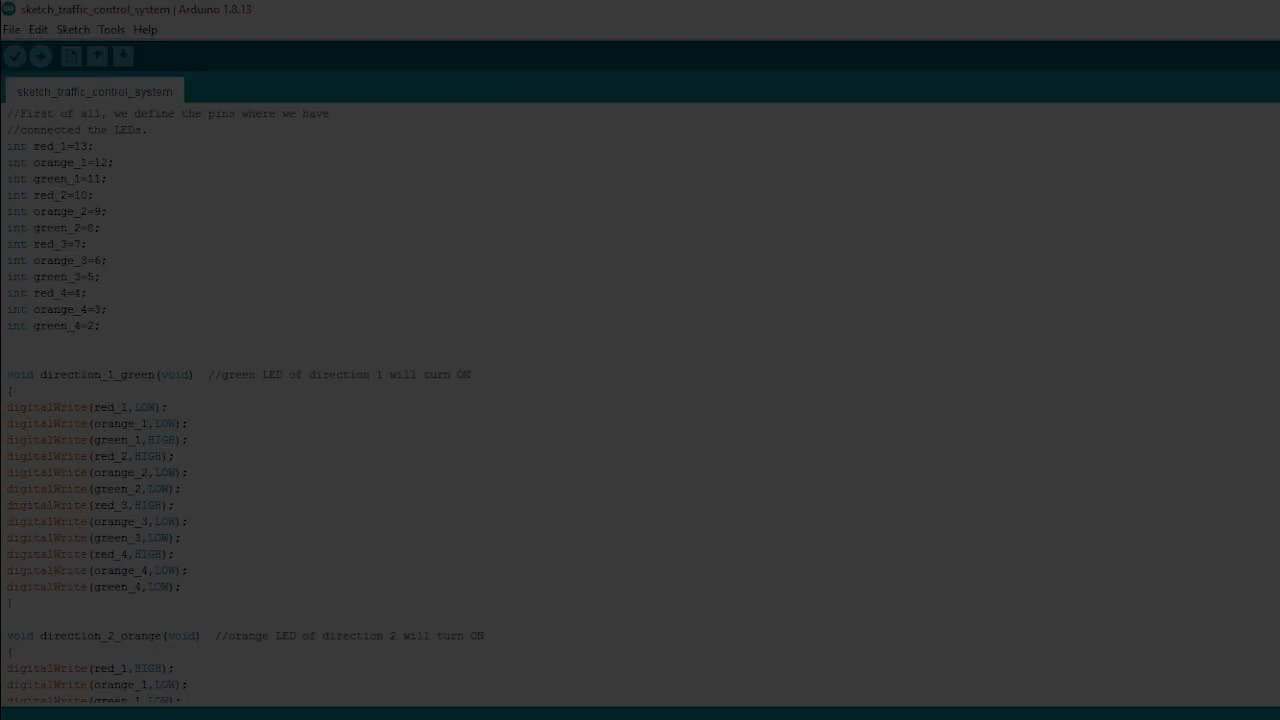 sketch_traffic_control_system | Arduino 1.8.13
File Edit Sketch Tools Help
sketch_traffic_control_system
//First of all, we define the pins where we have
//connected the LEDs.
int red_1=13;
int orange_1=12;
int green_1=11;
int red_2=10;
int orange_2=9;
int green_2=8;
int red_3=7;
int orange_3=6;
int green_3=5;
int red_4=4;
int orange_4=3;
int green_4=2;
void direction_1_green(void)  //green LED of direction 1 will turn ON
{
digitalWrite(red_1,LOW);
digitalWrite(orange_1,LOW);
digitalWrite(green_1,HIGH);
digitalWrite(red_2,HIGH);
digitalWrite(orange_2,LOW);
digitalWrite(green_2,LOW);
digitalWrite(red_3,HIGH);
digitalWrite(orange_3,LOW);
digitalWrite(green_3,LOW);
digitalWrite(red_4,HIGH);
digitalWrite(orange_4,LOW);
digitalWrite(green_4,LOW);
}
void direction_2_orange(void)  //orange LED of direction 2 will turn ON
{
digitalWrite(red_1,HIGH);
digitalWrite(orange_1,LOW);
digitalWrite(green_1,LOW);